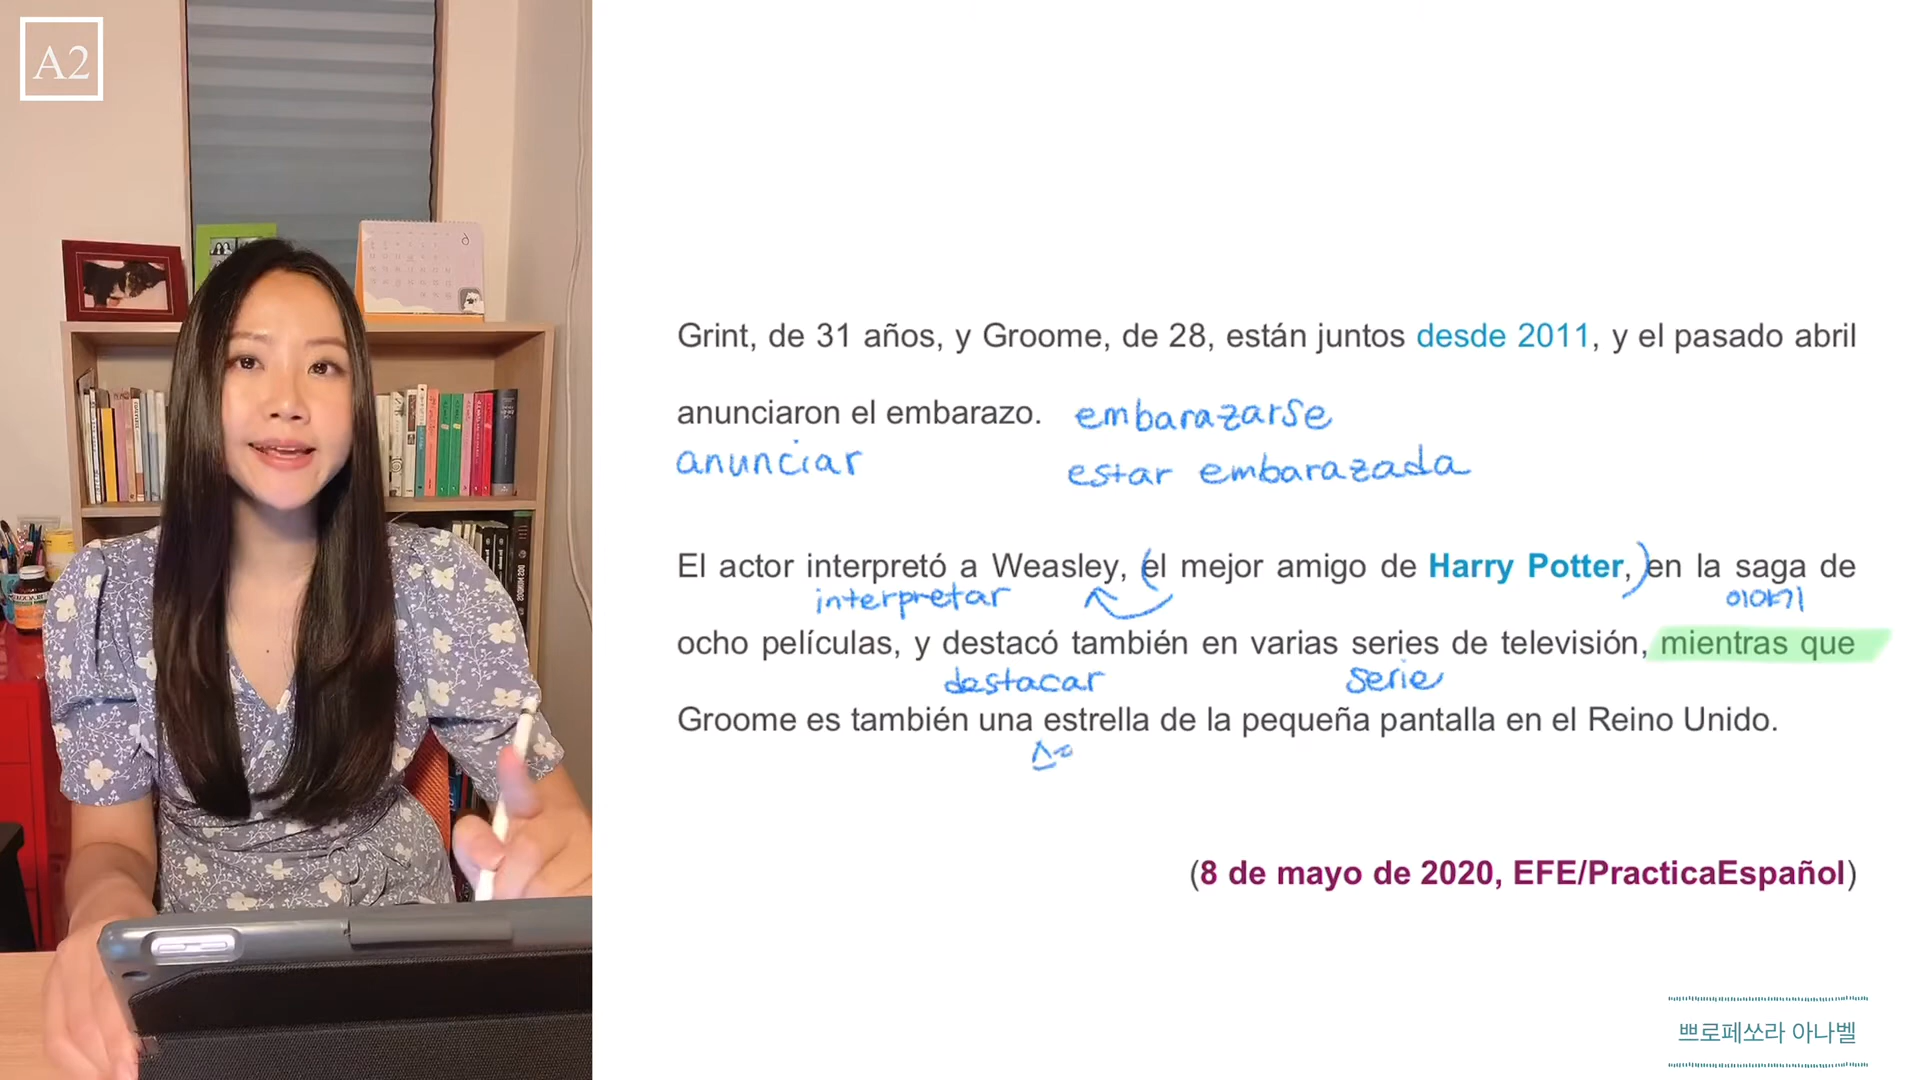 A2
Grint, de 31 años, y Groome, de 28, están juntos desde 2011, y el pasado abril
anunciaron el embarazo. embarazarse
anunciar estar embarazada
El actor interpretó a Weasley, (el mejor amigo de Harry Potter,) en la saga de
interpretar 이야기
ocho películas, y destacó también en varias series de televisión, mientras que
destacar serie
Groome es también una estrella de la pequeña pantalla en el Reino Unido.
(8 de mayo de 2020, EFE/PracticaEspañol)
쁘로페쏘라 아나벨